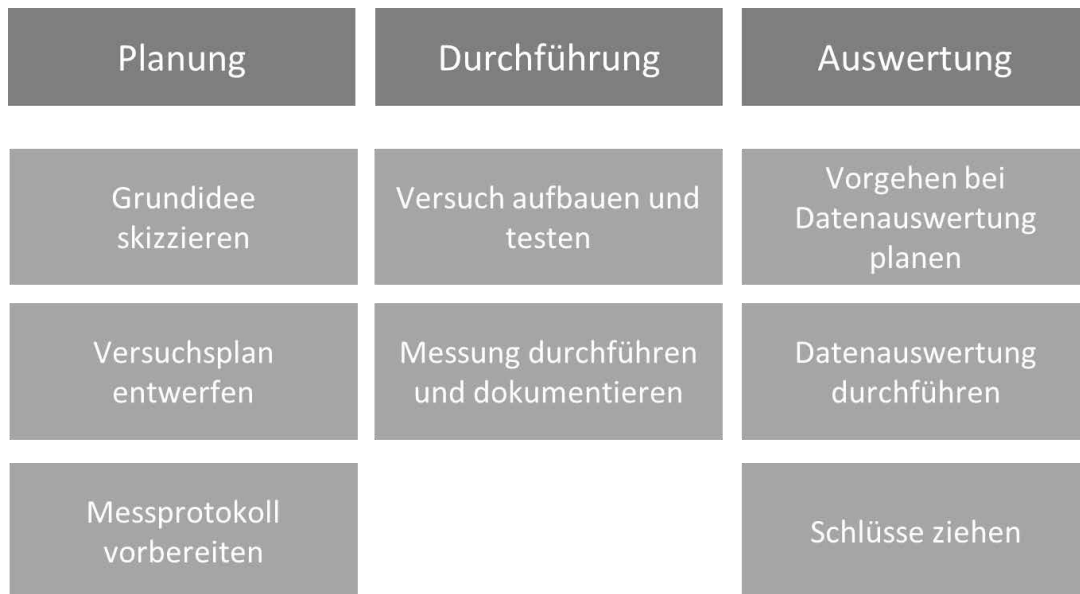 Planung
Durchführung
Auswertung
Grundidee
skizzieren
Versuch aufbauen und
testen
Vorgehen bei
Datenauswertung
planen
Versuchsplan
entwerfen
Messung durchführen
und dokumentieren
Datenauswertung
durchführen
Messprotokoll
vorbereiten
Schlüsse ziehen